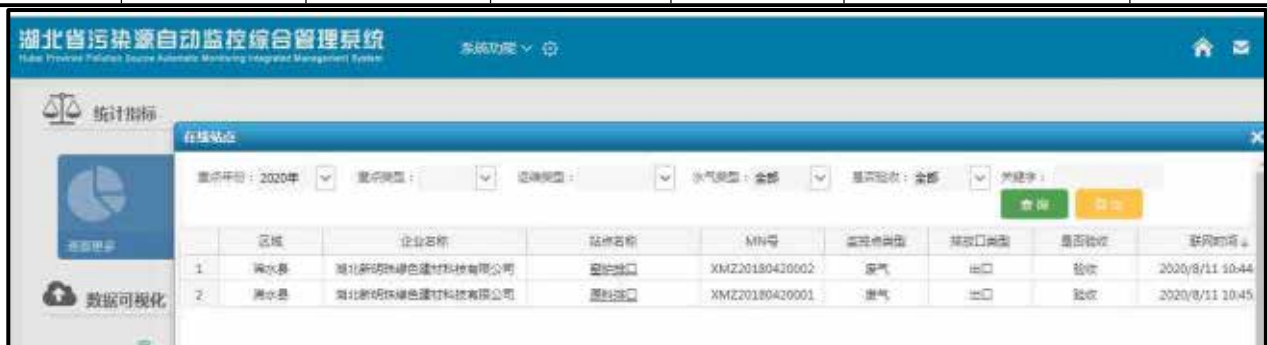 湖北省污染源自动监控综合管理系统
Hubei Province Pollution Source Automatic Monitoring Integrated Management System
系统功能
统计指标
在线站点
重点年份：2020年 重点类型： 水气类型：全部 是否验收：全部 关键字：
查询
区域 企业名称 站点名称 MN号 监控点类型 排放口类型 是否验收 联网时间
1 浠水县 湖北新明珠绿色建材科技有限公司 XMZ20180420002 废气 出口 验收 2020/8/11 10:44
2 浠水县 湖北新明珠绿色建材科技有限公司 XMZ20180420001 废气 出口 验收 2020/8/11 10:45
数据可视化